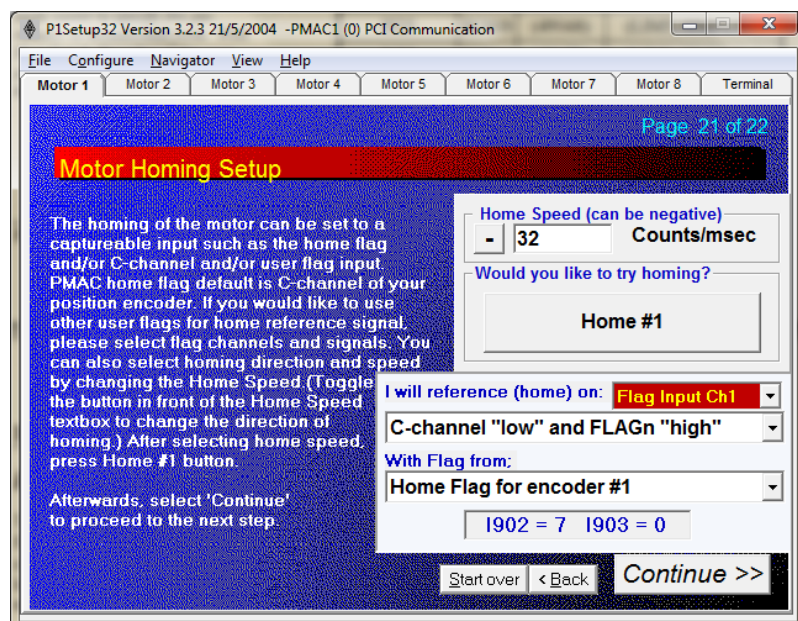 P1Setup32 Version 3.2.3 21/5/2004 -PMAC1 (0) PCI Communication
File Configure Navigator View Help
Motor 1 Motor 2 Motor 3 Motor 4 Motor 5 Motor 6 Motor 7 Motor 8 Terminal
Page 21 of 22
Motor Homing Setup
The homing of the motor can be set to a
captureable input such as the home flag
and/or C-channel and/or user flag input.
PMAC home flag default is C-channel of your
position encoder. If you would like to use
other user flags for home reference signal,
please select flag channels and signals. You
can also select homing direction and speed
by changing the Home Speed (Toggle
the button in front of the Home Speed
textbox to change the direction of
homing.) After selecting home speed,
press Home #1 button.
Afterwards, select 'Continue'
to proceed to the next step.
Home Speed (can be negative)
- 32 Counts/msec
Would you like to try homing?
Home #1
I will reference (home) on: Flag Input Ch1
C-channel "low" and FLAGn "high"
With Flag from;
Home Flag for encoder #1
I902 = 7 I903 = 0
Start over < Back Continue >>